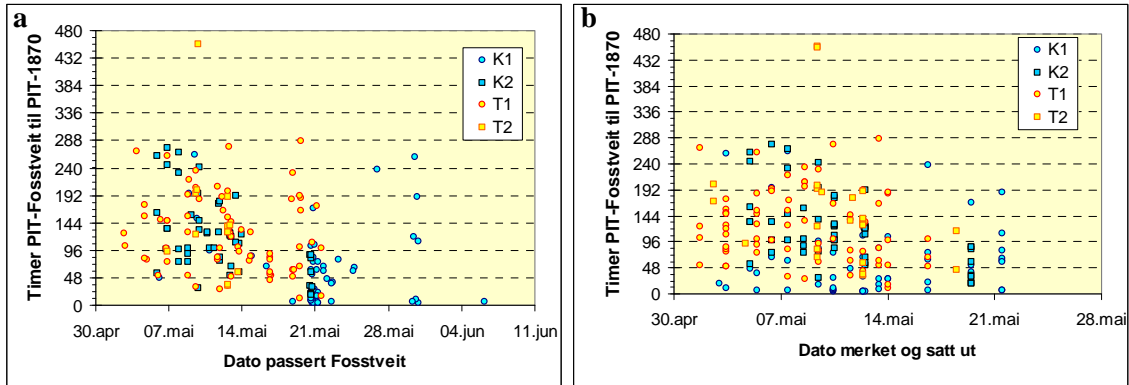 a
Timer PIT-Fosstveit til PIT-1870
480
432
384
336
288
240
192
144
96
48
0
30.apr 07.mai 14.mai 21.mai 28.mai 04.jun 11.jun
Dato passert Fosstveit
K1
K2
T1
T2
b
Timer PIT-Fosstveit til PIT-1870
480
432
384
336
288
240
192
144
96
48
0
30.apr 07.mai 14.mai 21.mai 28.mai
Dato merket og satt ut
K1
K2
T1
T2